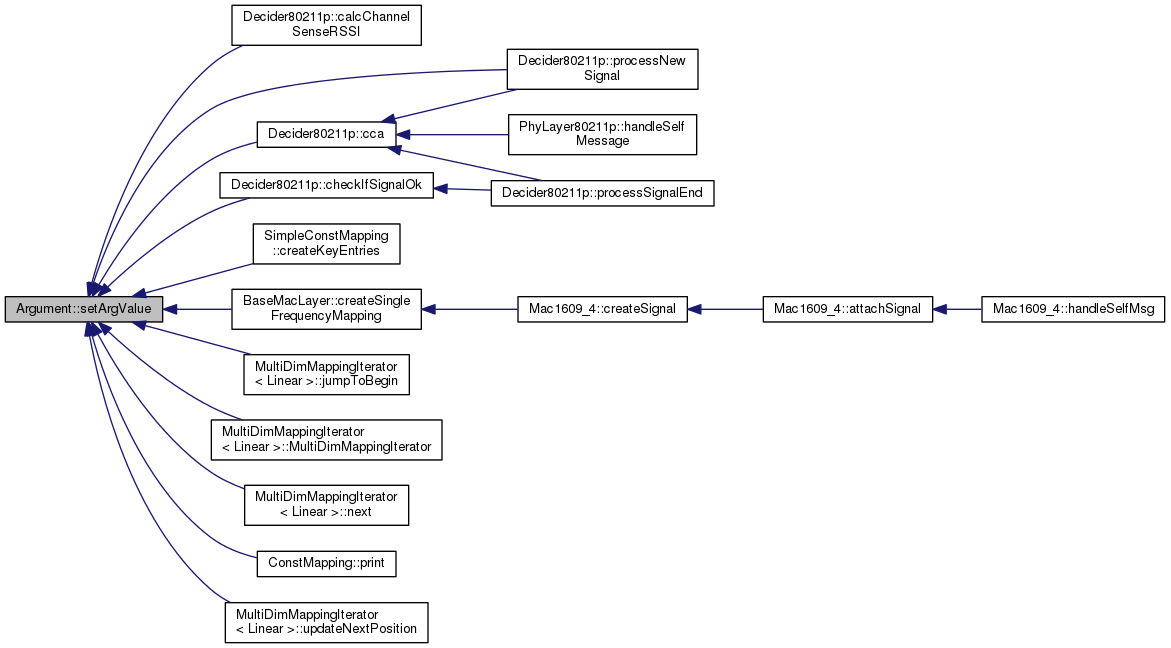 Decider80211p::calcChannel
SenseRSSI
Decider80211p::processNew
Signal
Decider80211p::cca
PhyLayer80211p::handleSelf
Message
Decider80211p::checkIfSignalOk
Decider80211p::processSignalEnd
SimpleConstMapping
::createKeyEntries
Argument::setArgValue
BaseMacLayer::createSingle
FrequencyMapping
Mac1609_4::createSignal
Mac1609_4::attachSignal
Mac1609_4::handleSelfMsg
MultiDimMappingIterator
< Linear >::jumpToBegin
MultiDimMappingIterator
< Linear >::MultiDimMappingIterator
MultiDimMappingIterator
< Linear >::next
ConstMapping::print
MultiDimMappingIterator
< Linear >::updateNextPosition